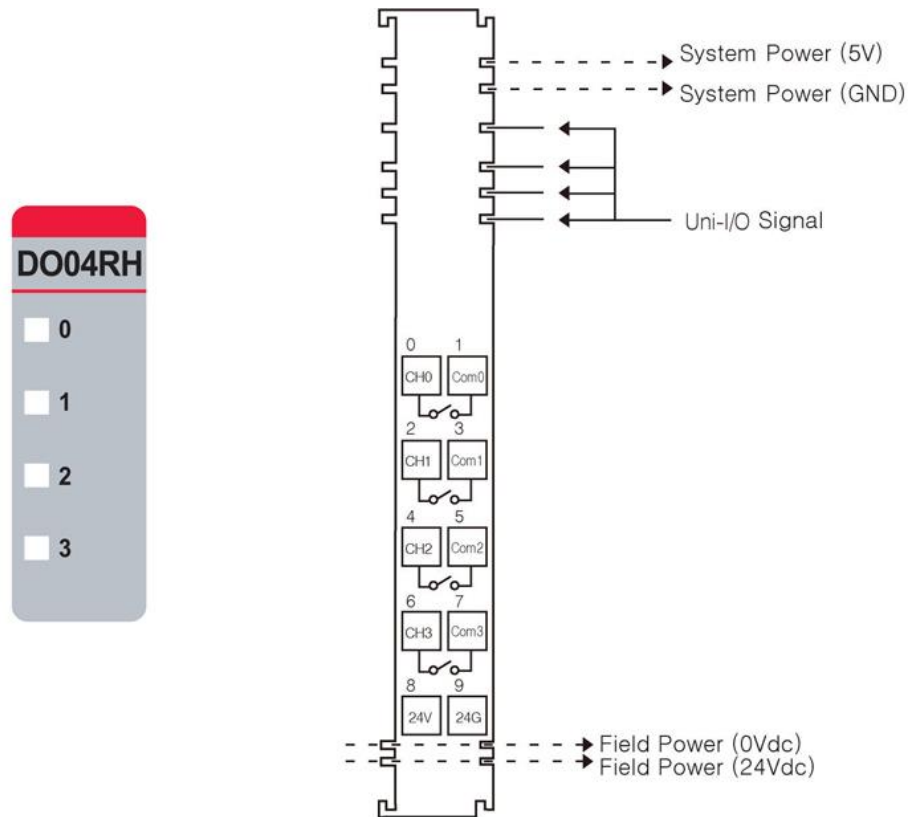 System Power (5V)
System Power (GND)
Uni-I/O Signal
DO04RH
0
1
2
3
0 1
CH0 Com0
2 3
CH1 Com1
4 5
CH2 Com2
6 7
CH3 Com3
8 9
24V 24G
Field Power (0Vdc)
Field Power (24Vdc)